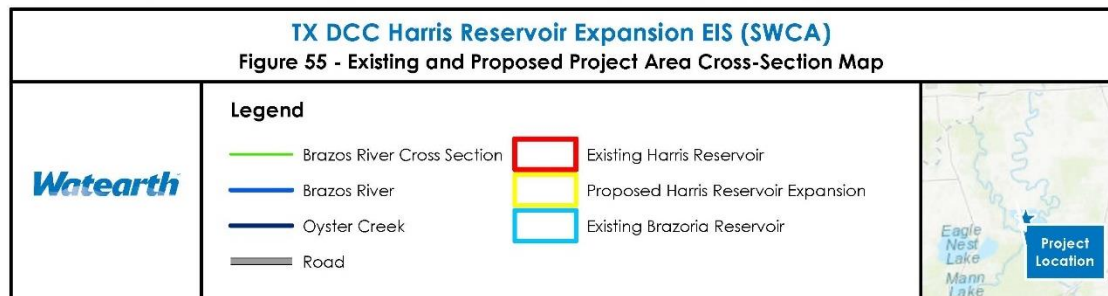 TX DCC Harris Reservoir Expansion EIS (SWCA)
Figure 55 - Existing and Proposed Project Area Cross-Section Map
Watearth
Legend
Brazos River Cross Section
Brazos River
Oyster Creek
Road
Existing Harris Reservoir
Proposed Harris Reservoir Expansion
Existing Brazoria Reservoir
Eagle
Nest
Lake
Mann
Lake
Project
Location